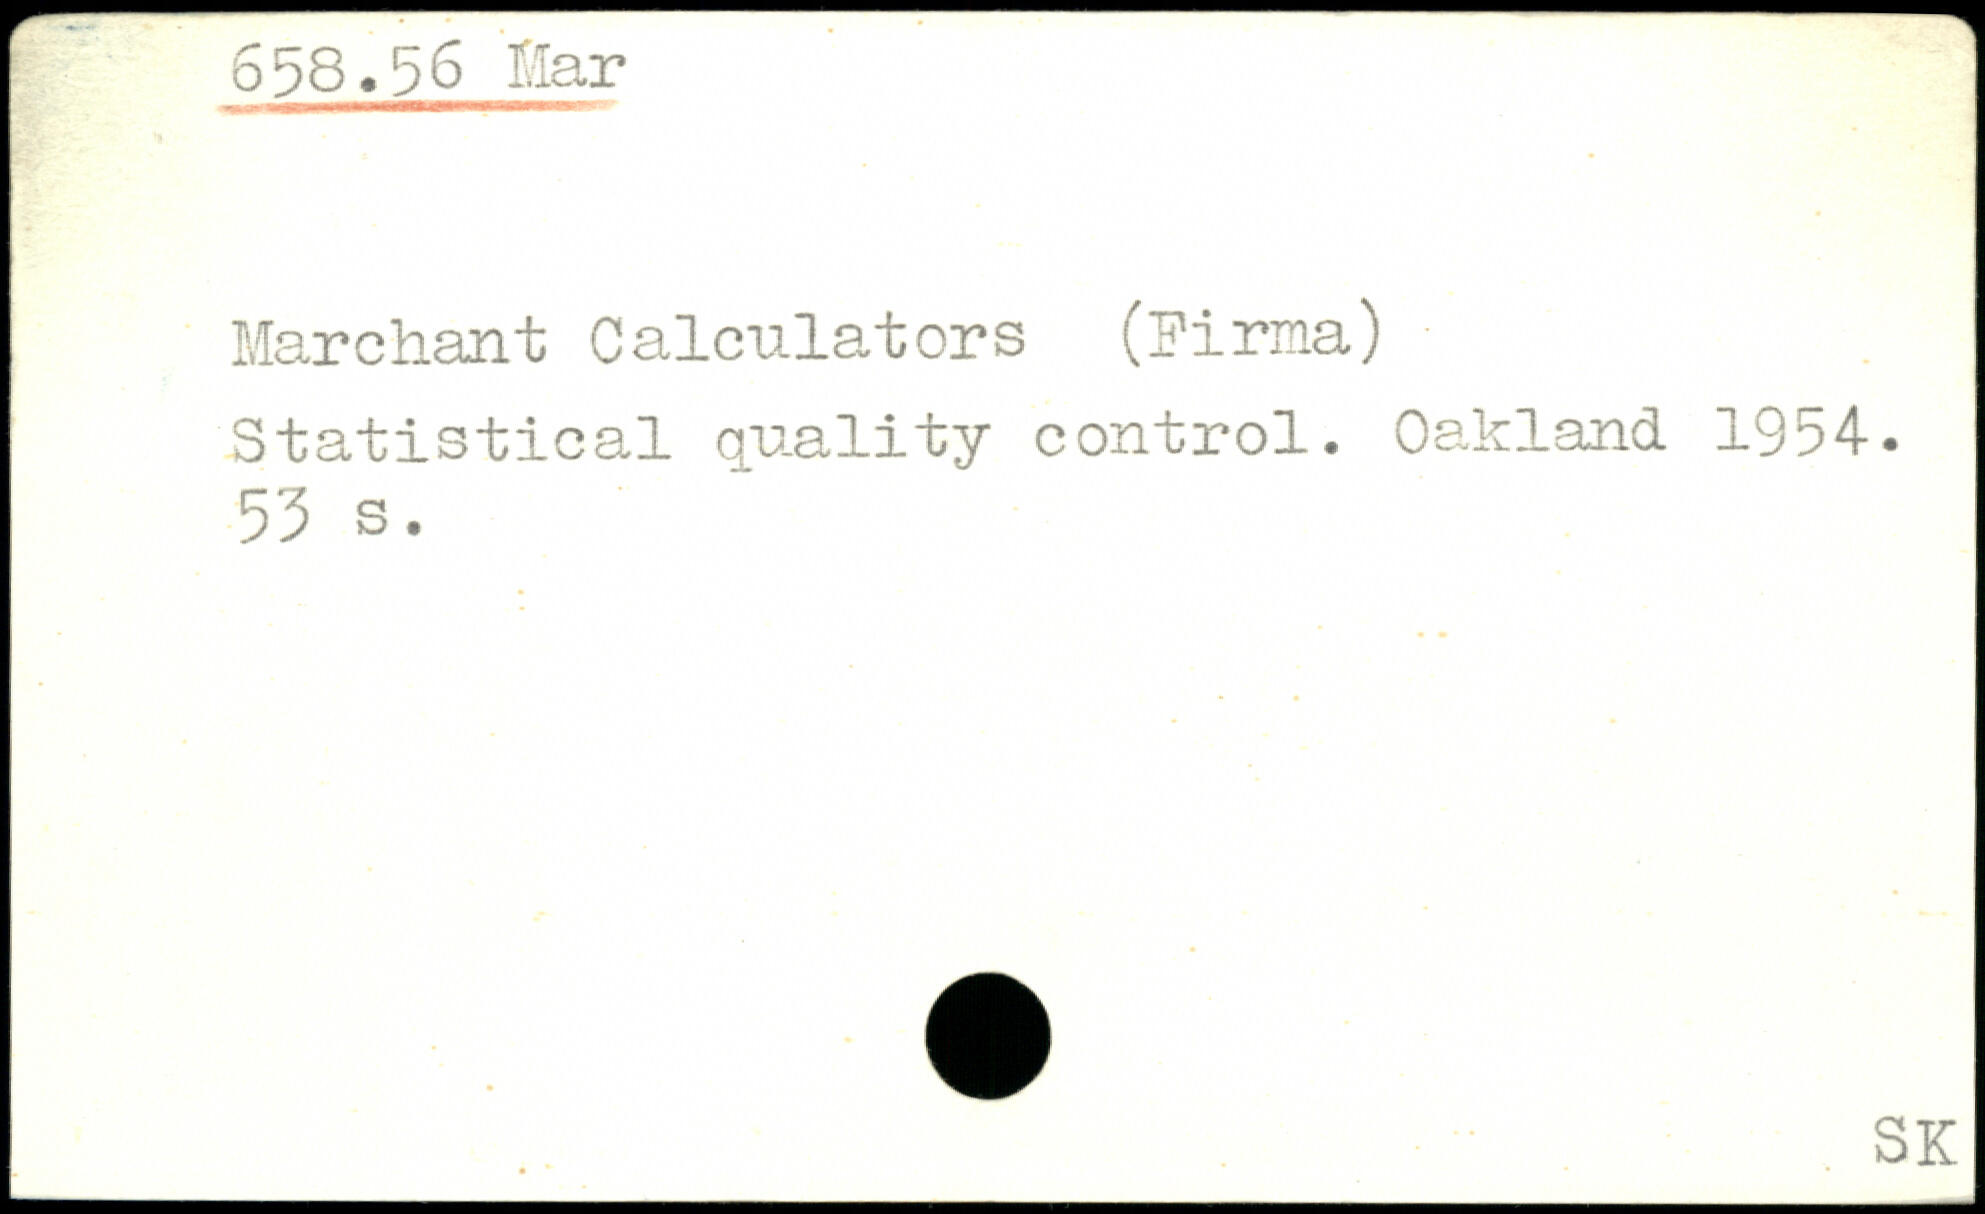 658.56 Mar
Marchant Calculators (Firma)
Statistical quality control. Oakland 1954.
53 s.
SK